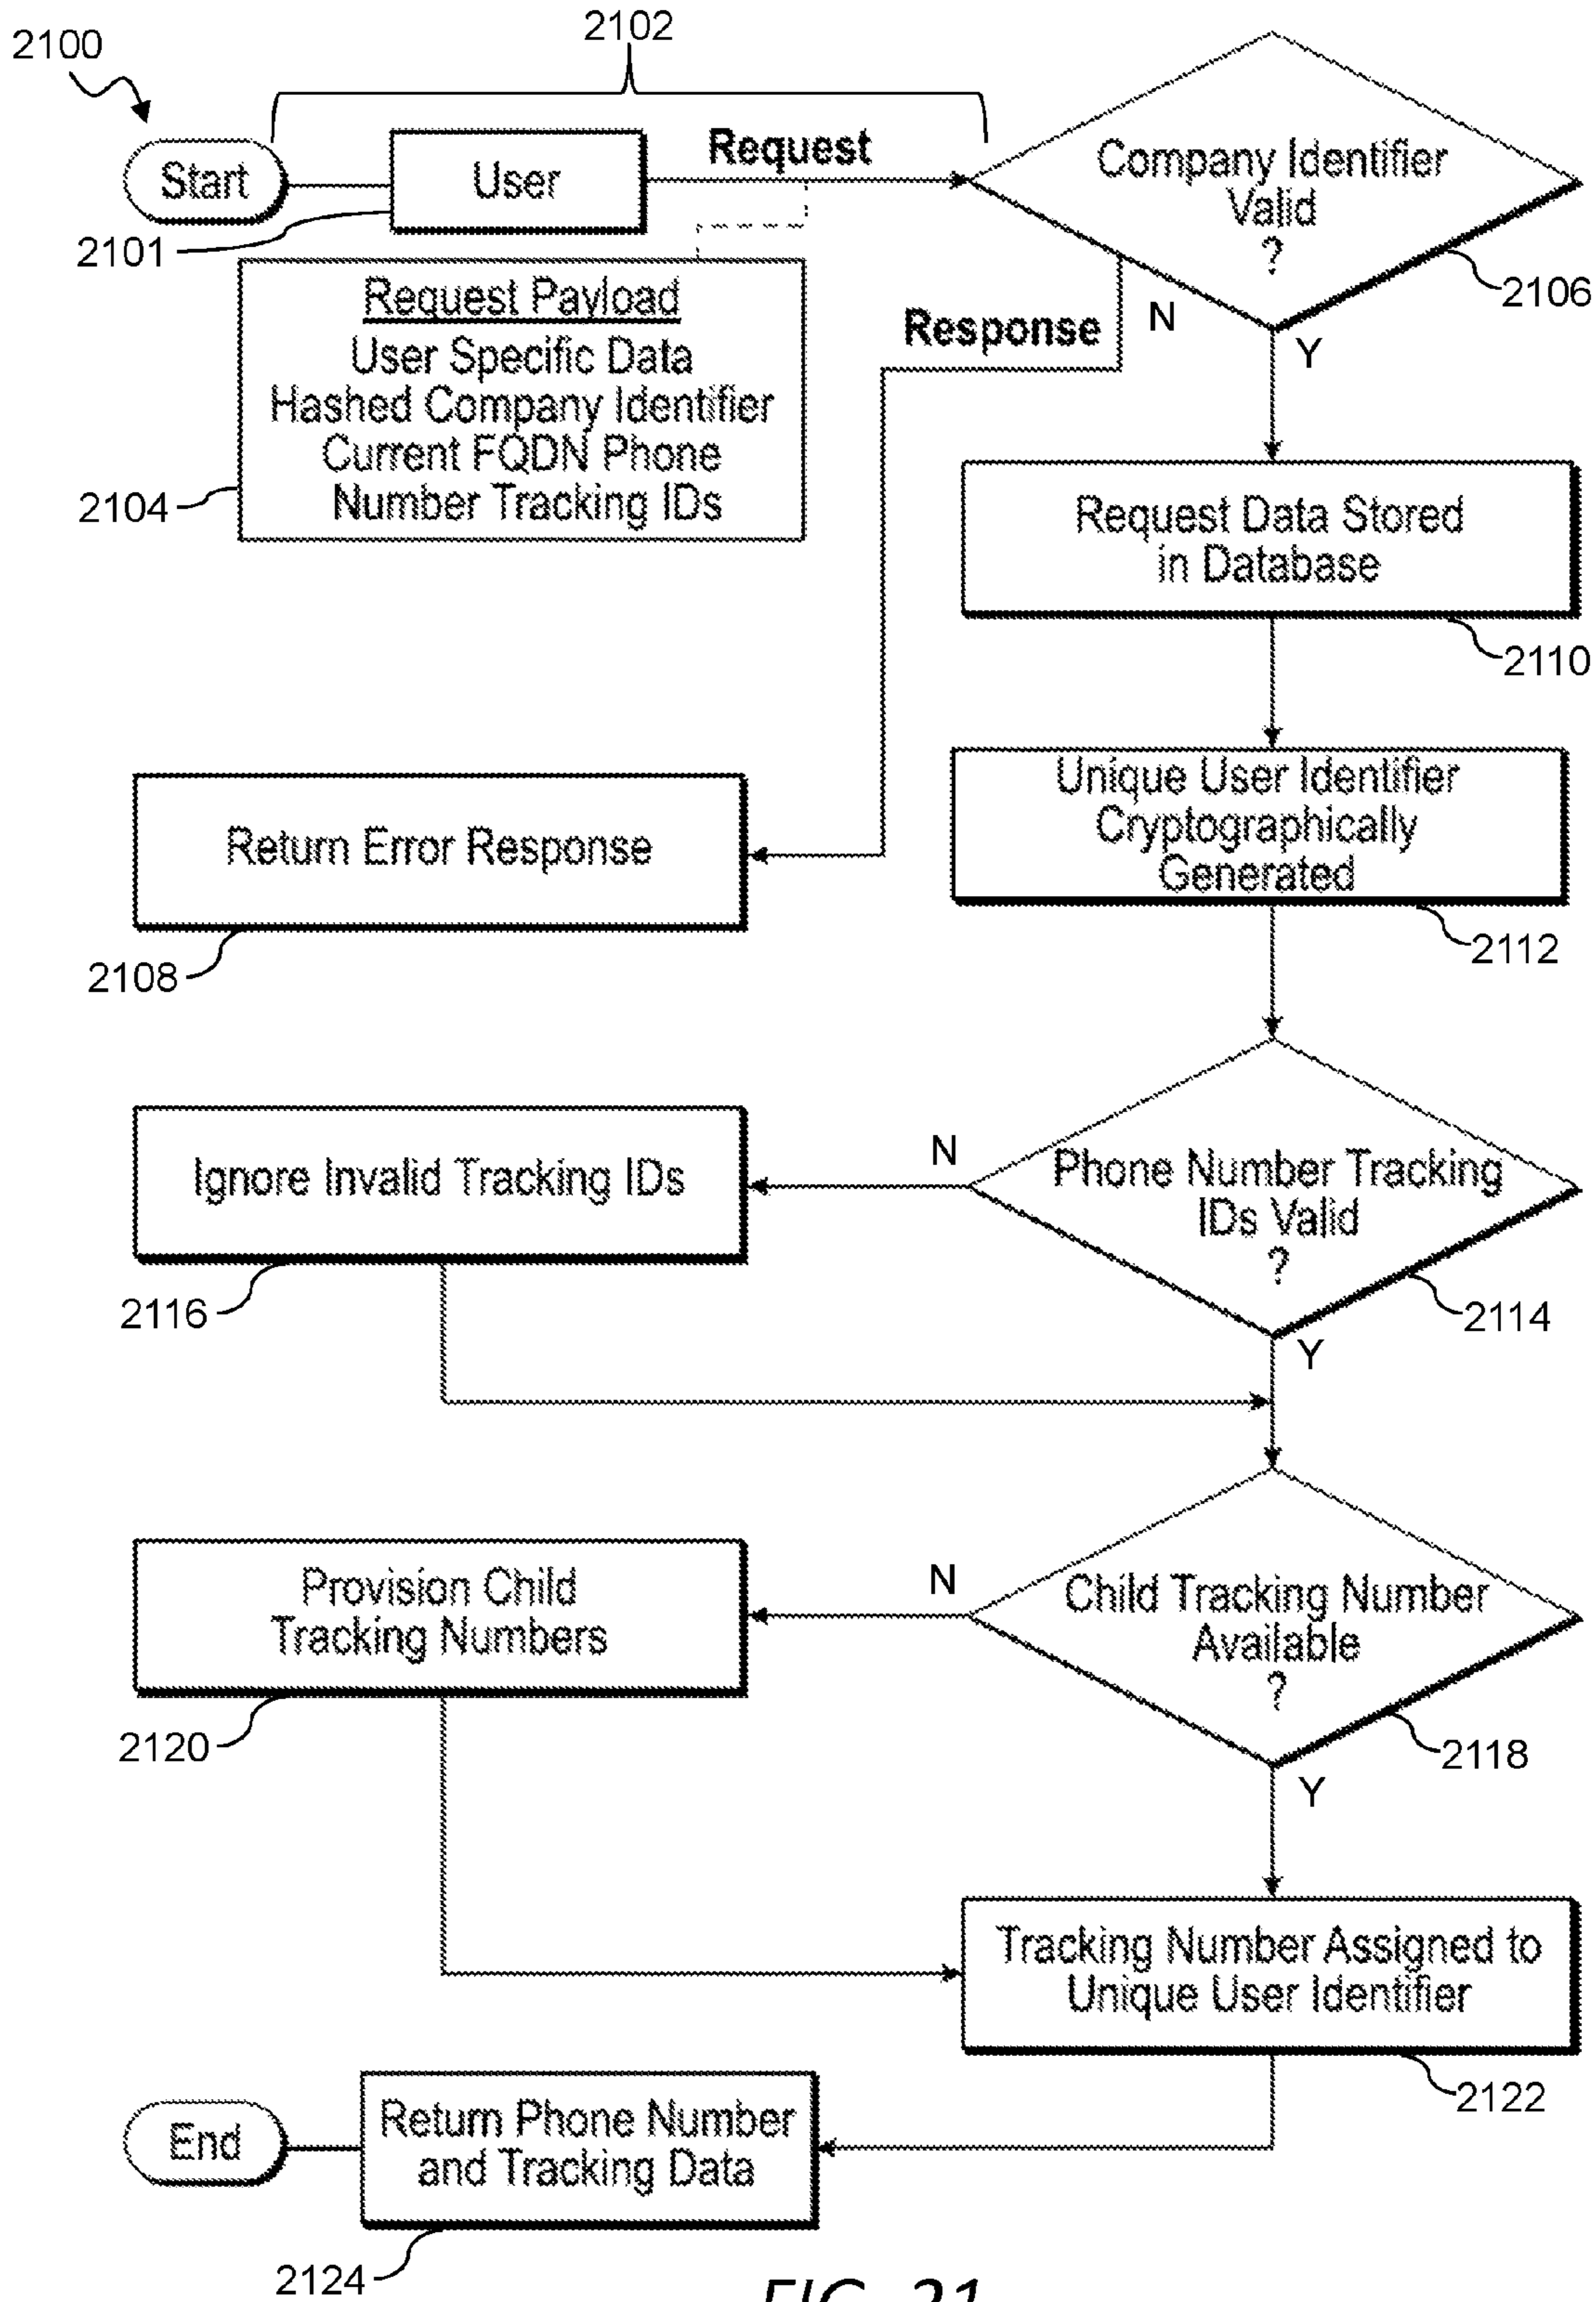 2100
2102
Start
User
Request
Company Identifier
Valid
?
2101
2106
Request Payload
User Specific Data
Hashed Company Identifier
Current FQDN Phone
Number Tracking IDs
2104
Response
N
Y
Request Data Stored
in Database
2110
Return Error Response
2108
Unique User Identifier
Cryptographically
Generated
2112
Ignore Invalid Tracking IDs
2116
N
Phone Number Tracking
IDs Valid
?
2114
Y
Provision Child
Tracking Numbers
2120
N
Child Tracking Number
Available
?
2118
Y
Tracking Number Assigned to
Unique User Identifier
2122
End
Return Phone Number
and Tracking Data
2124
FIG. 21